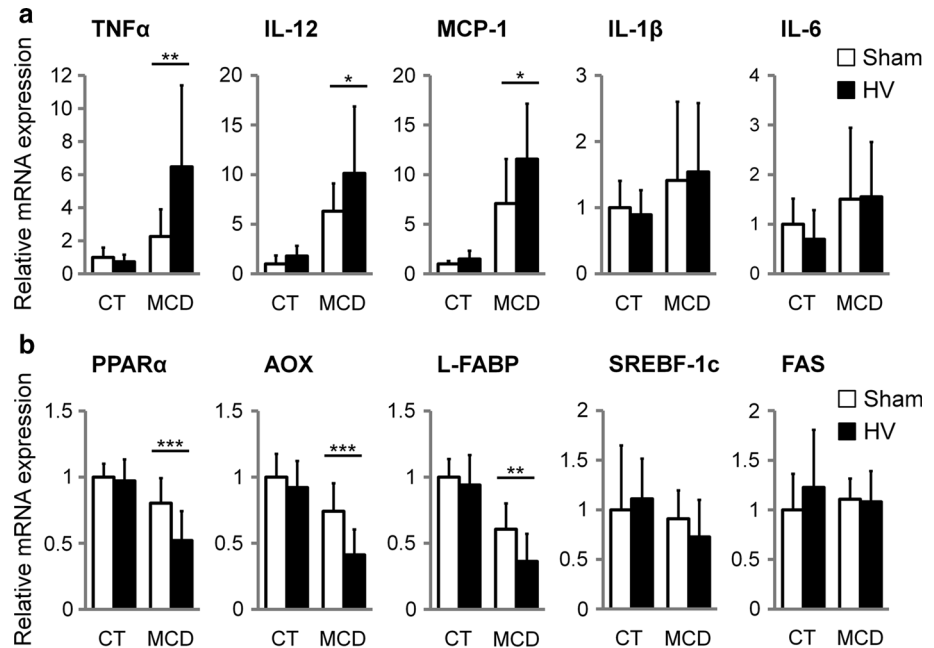 a
TNFα IL-12 MCP-1 IL-1β IL-6
Sham
HV
Relative mRNA expression
** * *
12 10 8 6 4 2 0
20 15 10 5 0
20 15 10 5 0
3 2 1 0
4 3 2 1 0
CT MCD CT MCD CT MCD CT MCD CT MCD
b
PPARα AOX L-FABP SREBF-1c FAS
Sham
HV
Relative mRNA expression
*** *** **
1.5 1 0.5 0
1.5 1 0.5 0
1.5 1 0.5 0
2 1.5 1 0.5 0
2 1.5 1 0.5 0
CT MCD CT MCD CT MCD CT MCD CT MCD